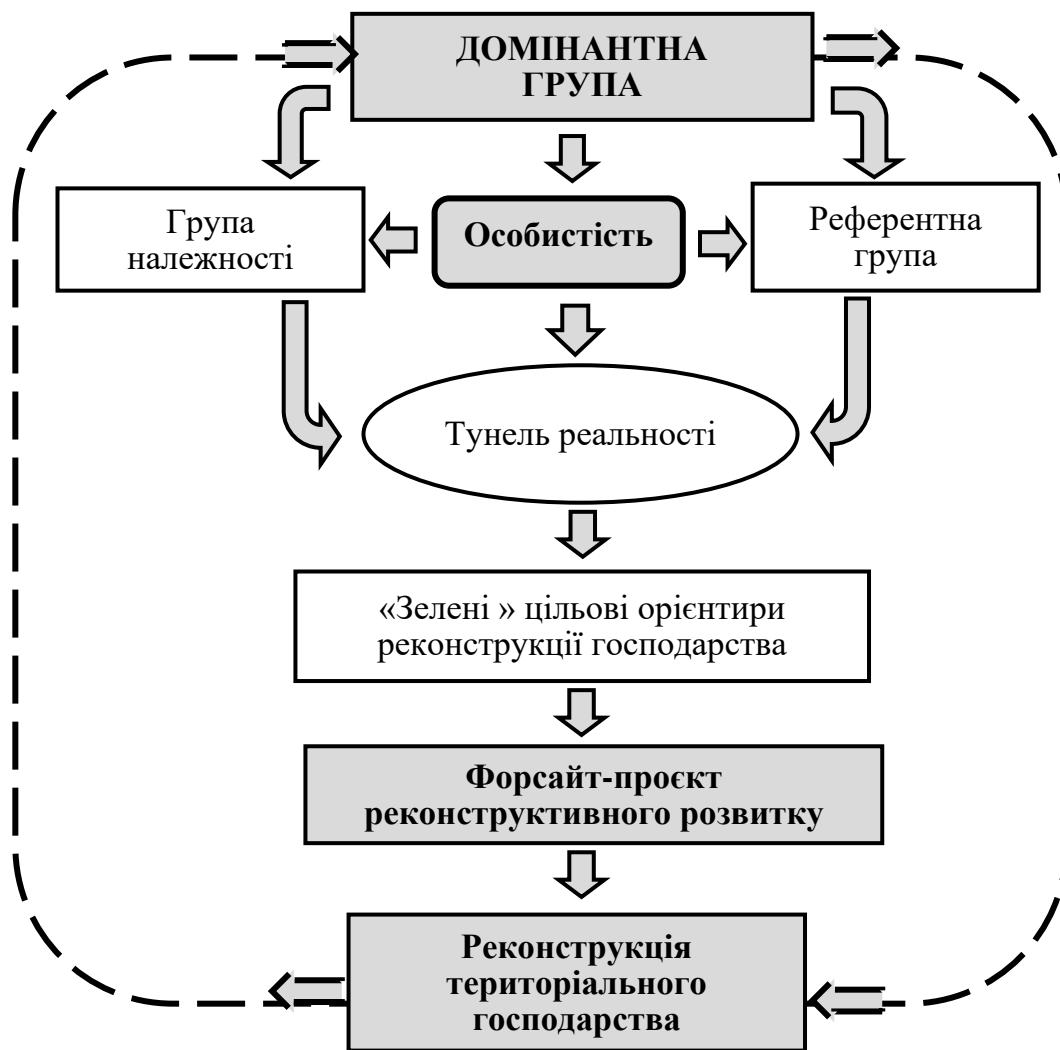 ДОМІНАНТНА
ГРУПА
Група
належності
Особистість
Референтна
група
Тунель реальності
«Зелені » цільові орієнтири
реконструкції господарства
Форсайт-проєкт
реконструктивного розвитку
Реконструкція
територіального
господарства